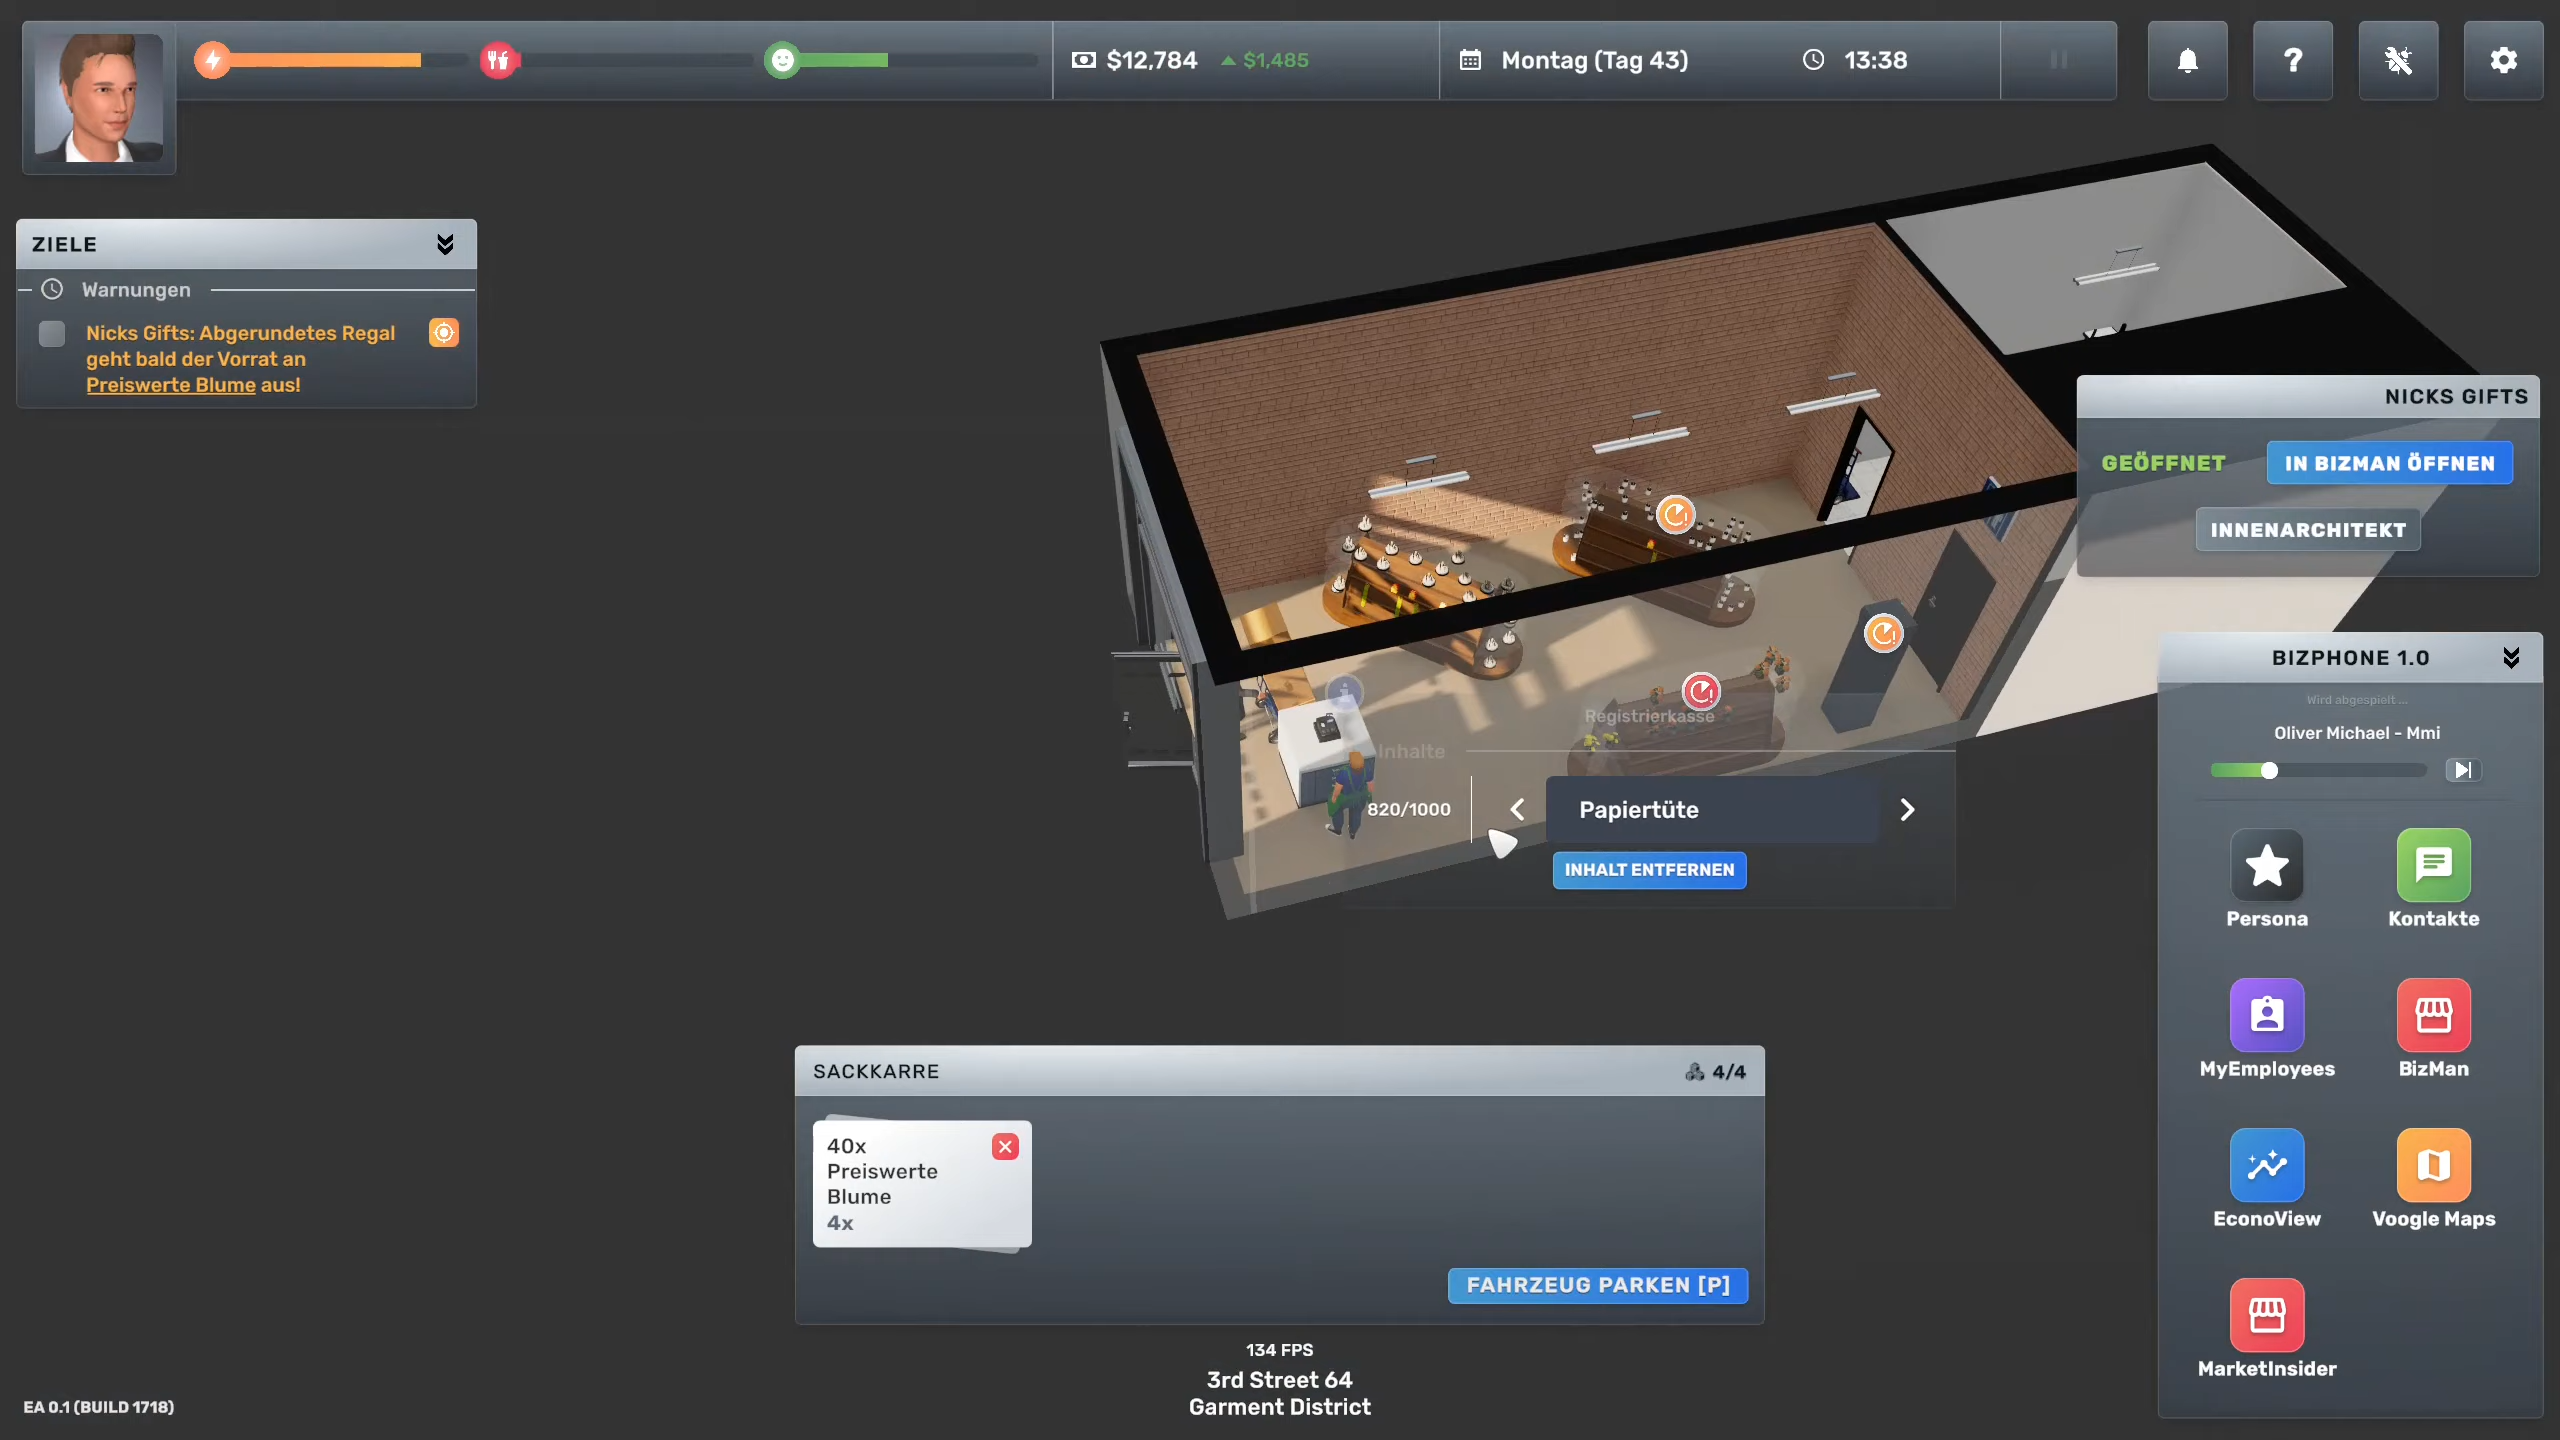 $12,784
$1,485
Montag (Tag 43)
13:38
?
ZIELE
Warnungen
Nicks Gifts: Abgerundetes Regal
geht bald der Vorrat an
Preiswerte Blume aus!
NICKS GIFTS
GEÖFFNET
IN BIZMAN ÖFFNEN
INNENARCHITEKT
BIZPHONE 1.0
Wird abgespielt ...
Oliver Michael - Mmi
Persona
Kontakte
MyEmployees
BizMan
EconoView
Voogle Maps
MarketInsider
Registrierkasse
Inhalte
820/1000
Papiertüte
INHALT ENTFERNEN
SACKKARRE
4/4
40x
Preiswerte
Blume
4x
FAHRZEUG PARKEN [P]
134 FPS
3rd Street 64
Garment District
EA 0.1 (BUILD 1718)